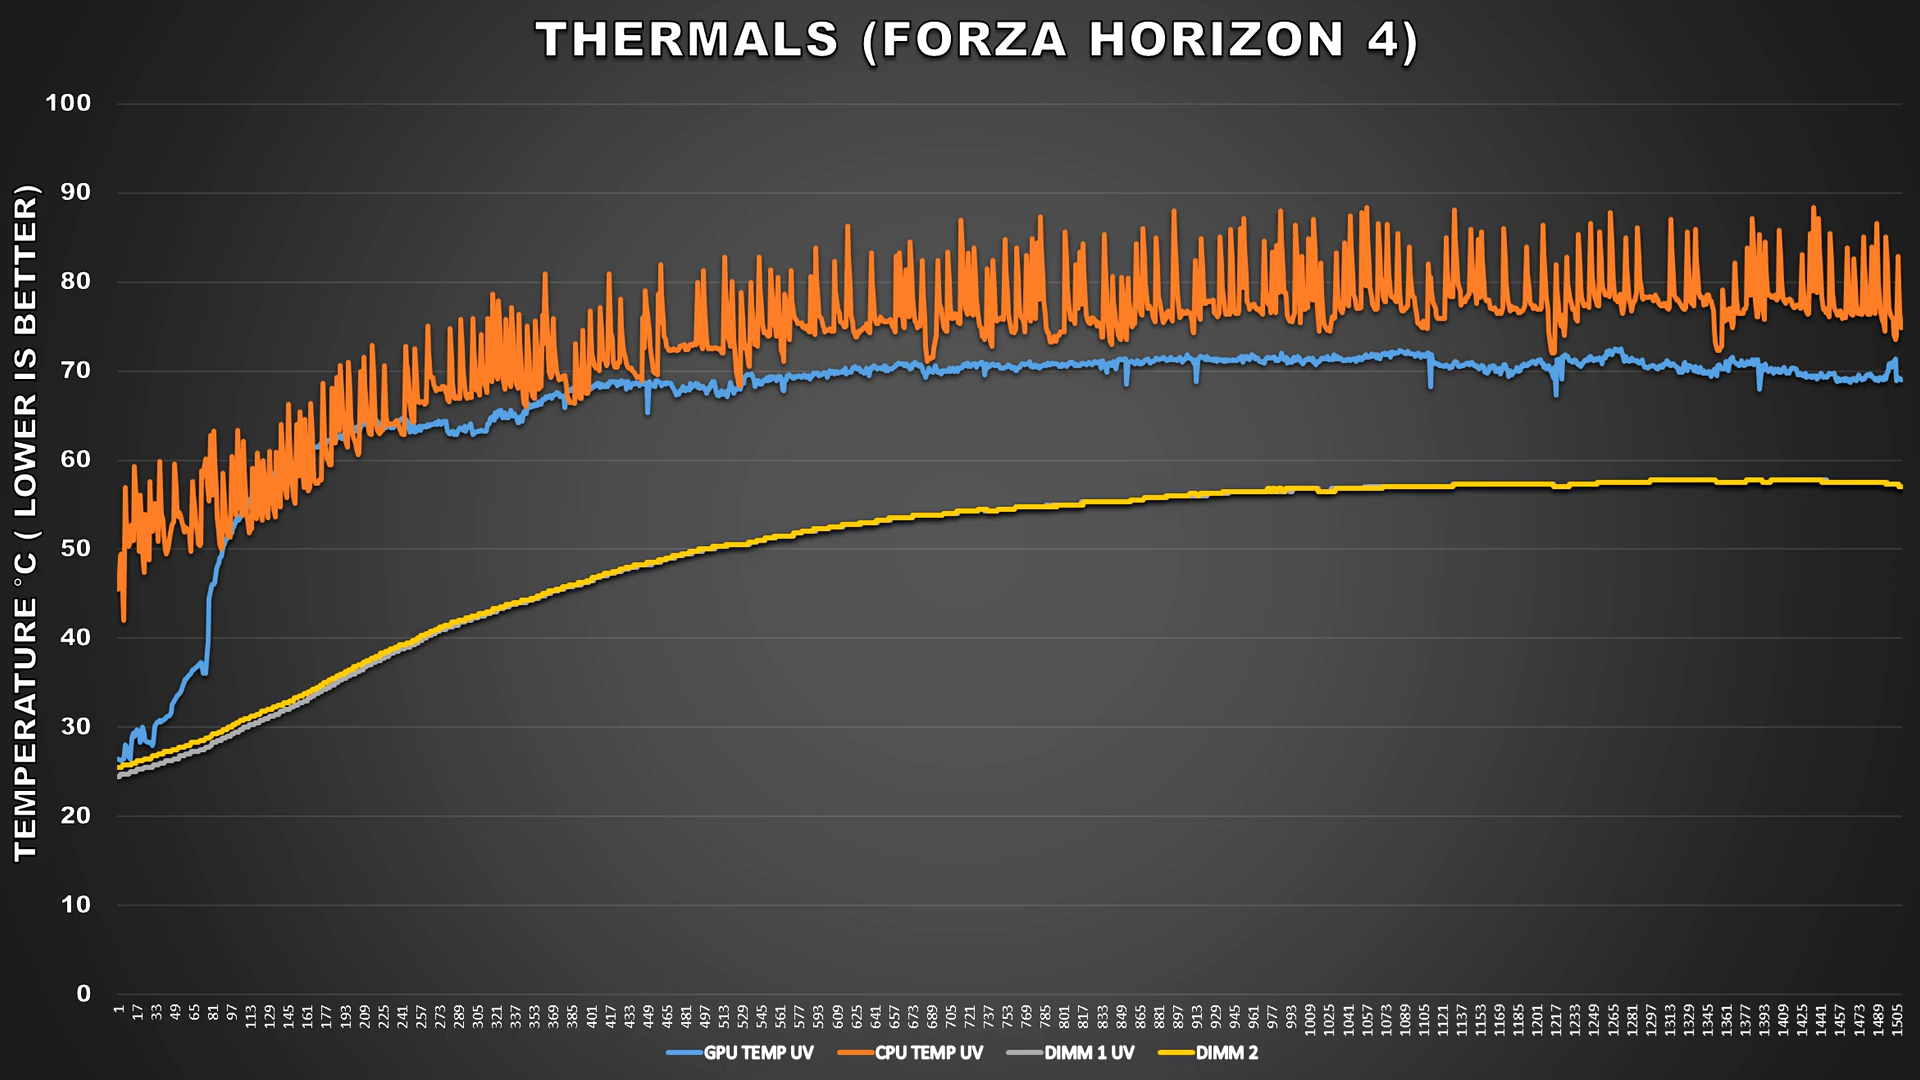 THERMALS (FORZA HORIZON 4)
TEMPERATURE °C ( LOWER IS BETTER)
100
90
80
70
60
50
40
30
20
10
0
1 17 33 49 65 81 97 113 129 145 161 177 193 209 225 241 257 273 289 305 321 337 353 369 385 401 417 433 449 465 481 497 513 529 545 561 577 593 609 625 641 657 673 689 705 721 737 753 769 785 801 817 833 849 865 881 897 913 929 945 961 977 993 1009 1025 1041 1057 1073 1089 1105 1121 1137 1153 1169 1185 1201 1217 1233 1249 1265 1281 1297 1313 1329 1345 1361 1377 1393 1409 1425 1441 1457 1473 1489 1505
GPU TEMP UV CPU TEMP UV DIMM 1 UV DIMM 2